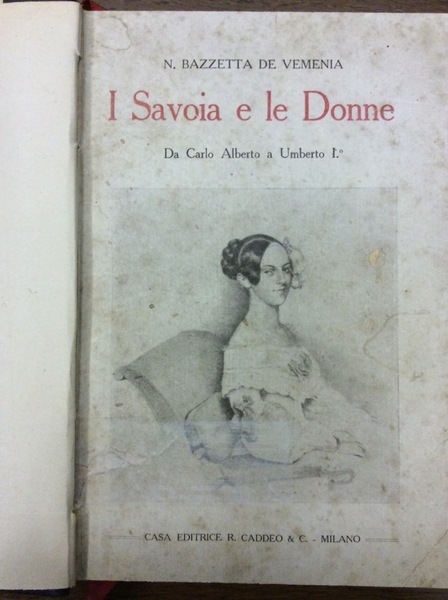 N. BAZZETTA DE VEMENIA
I Savoia e le Donne
Da Carlo Alberto a Umberto I.º
CASA EDITRICE R. CADDEO & C. - MILANO